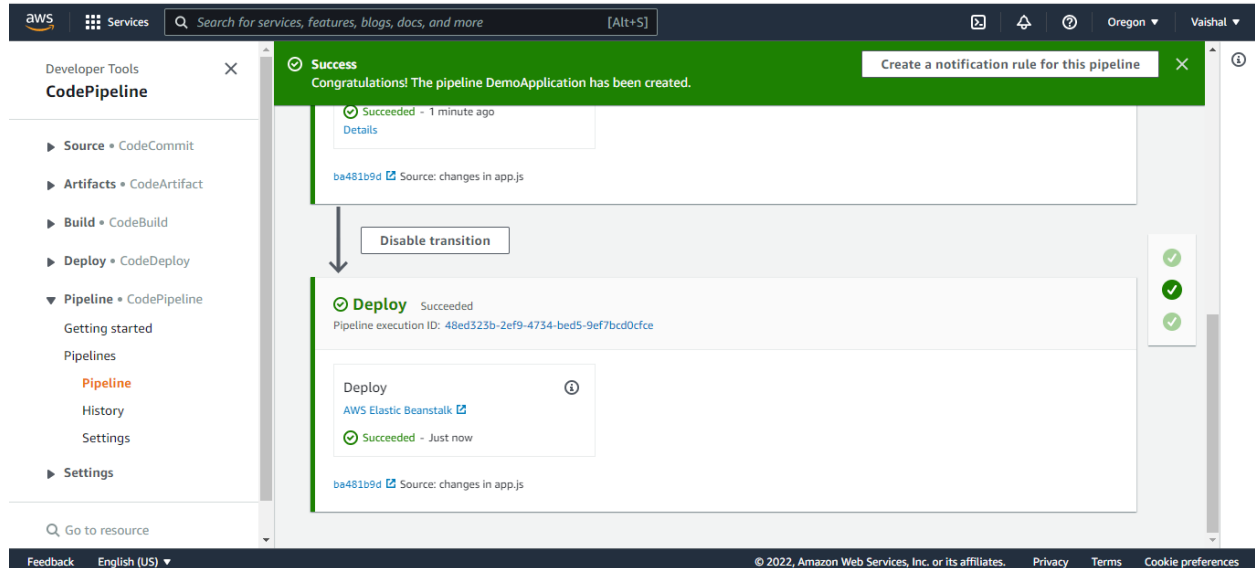 aws
Services
Search for services, features, blogs, docs, and more
[Alt+S]
Oregon ▼
Vaishal ▼
Developer Tools
CodePipeline
Source • CodeCommit
Artifacts • CodeArtifact
Build • CodeBuild
Deploy • CodeDeploy
Pipeline • CodePipeline
Getting started
Pipelines
Pipeline
History
Settings
Settings
Go to resource
Success
Congratulations! The pipeline DemoApplication has been created.
Create a notification rule for this pipeline
Succeeded - 1 minute ago
Details
ba481b9d Source: changes in app.js
Disable transition
Deploy Succeeded
Pipeline execution ID: 48ed323b-2ef9-4734-bed5-9ef7bcd0cfce
Deploy
AWS Elastic Beanstalk
Succeeded - Just now
ba481b9d Source: changes in app.js
Feedback
English (US) ▼
© 2022, Amazon Web Services, Inc. or its affiliates.
Privacy
Terms
Cookie preferences